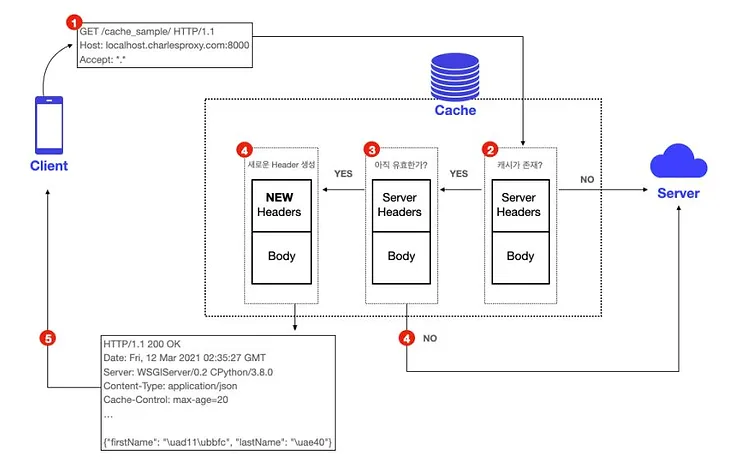 1
GET /cache_sample/ HTTP/1.1
Host: localhost.charlesproxy.com:8000
Accept: "*.*"
Client
Cache
4
새로운 Header 생성
NEW
Headers
Body
YES
3
아직 유효한가?
Server
Headers
Body
YES
2
캐시가 존재?
Server
Headers
Body
NO
Server
4
NO
5
HTTP/1.1 200 OK
Date: Fri, 12 Mar 2021 02:35:27 GMT
Server: WSGIServer/0.2 CPython/3.8.0
Content-Type: application/json
Cache-Control: max-age=20
...
{"firstName": "\uad11\ubbfc", "lastName": "\uae40"}